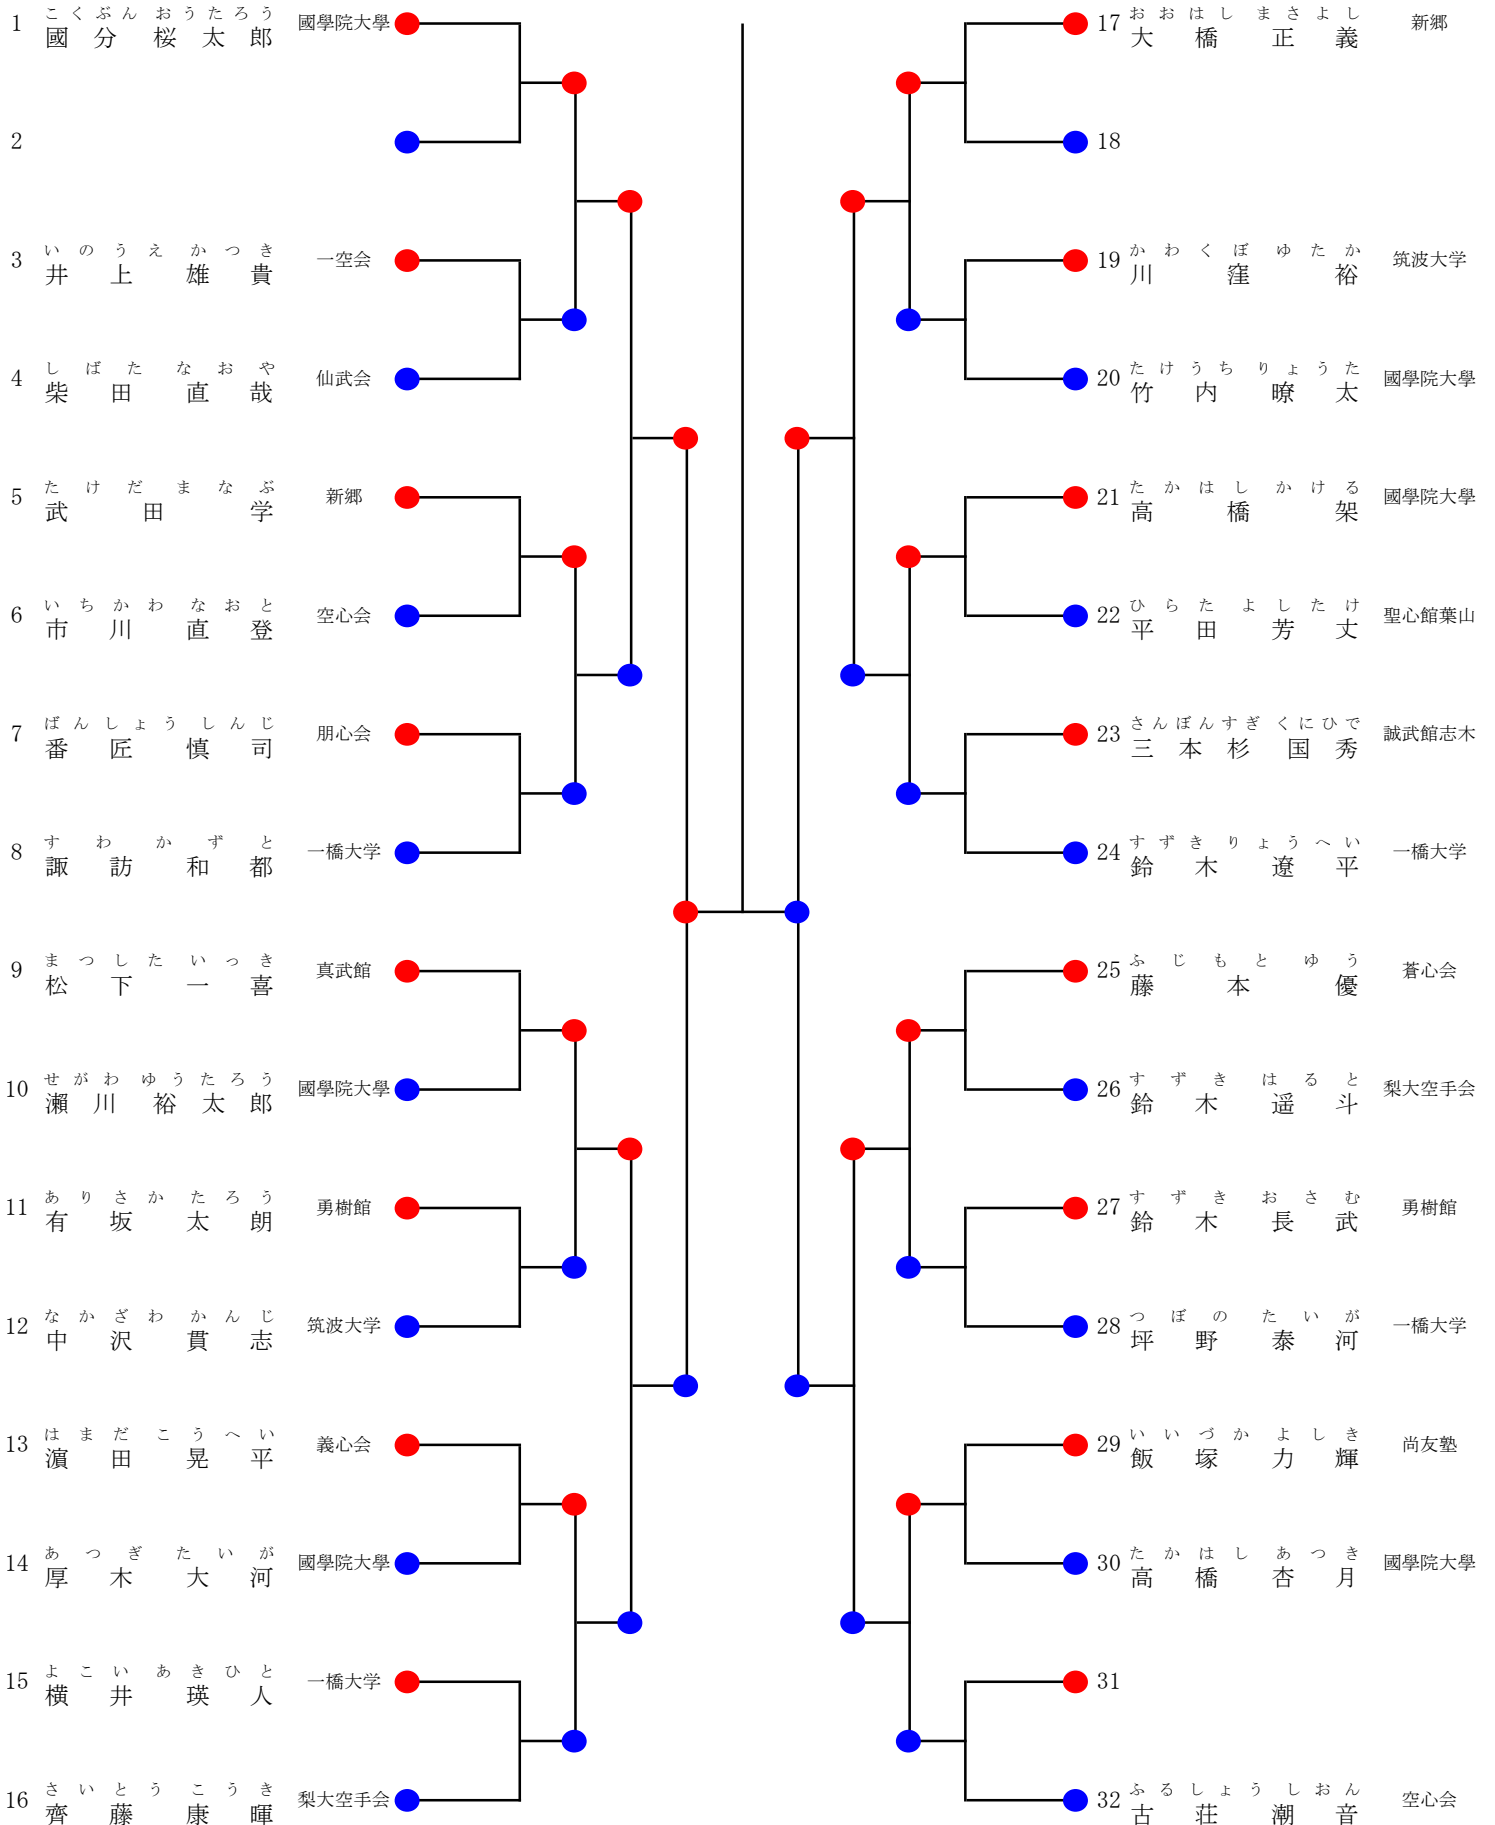 こくぶん おうたろう
1 國分 桜太郎 國學院大學
2
いのうえ かつき
3 井上 雄貴 一空会
しばた なおや
4 柴田 直哉 仙武会
たけだ まなぶ
5 武田 学 新郷
いちかわ なおと
6 市川 直登 空心会
ばんしょう しんじ
7 番匠 慎司 朋心会
すわ かずと
8 諏訪 和都 一橋大学
まつした いっき
9 松下 一喜 真武館
せがわ ゆうたろう
10 瀬川 裕太郎 國學院大學
ありさか たろう
11 有坂 太朗 勇樹館
なかざわ かんじ
12 中沢 貫志 筑波大学
はまだ こうへい
13 濵田 晃平 義心会
あつぎ たいが
14 厚木 大河 國學院大學
よこい あきひと
15 横井 瑛人 一橋大学
さいとう こうき
16 齊藤 康暉 梨大空手会
おおはし まさよし
17 大橋 正義 新郷
18
かわくぼ ゆたか
19 川窪 裕 筑波大学
たけうち りょうた
20 竹内 暸太 國學院大學
たかはし かける
21 高橋 架 國學院大學
ひらた よしたけ
22 平田 芳丈 聖心館葉山
さんぼんすぎ くにひで
23 三本杉 国秀 誠武館志木
すずき りょうへい
24 鈴木 遼平 一橋大学
ふじもと ゆう
25 藤本 優 蒼心会
すずき はると
26 鈴木 遥斗 梨大空手会
すずき おさむ
27 鈴木 長武 勇樹館
つぼの たいが
28 坪野 泰河 一橋大学
いいづか よしき
29 飯塚 力輝 尚友塾
たかはし あつき
30 高橋 杏月 國學院大學
31
ふるしょう しおん
32 古荘 潮音 空心会